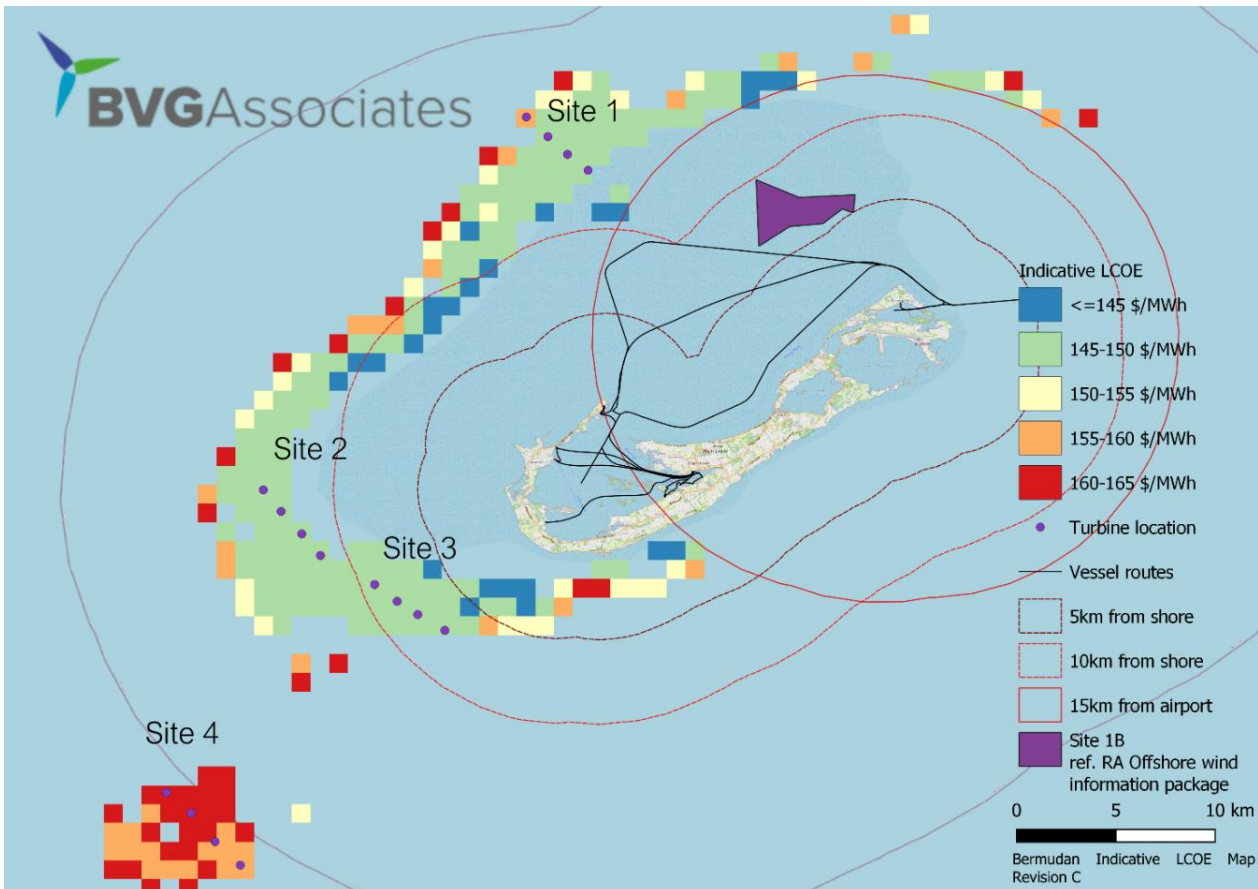 BVGAssociates
Site 1
Site 2
Site 3
Site 4
Indicative LCOE
<=145 $/MWh
145-150 $/MWh
150-155 $/MWh
155-160 $/MWh
160-165 $/MWh
Turbine location
Vessel routes
5km from shore
10km from shore
15km from airport
Site 1B
ref. RA Offshore wind
information package
0 5 10 km
Bermudan Indicative LCOE Map
Revision C